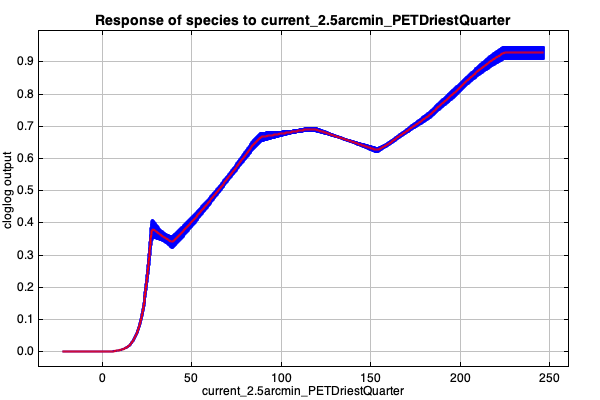 Response of species to current_2.5arcmin_PETDriestQuarter
cloglog output
0.9
0.8
0.7
0.6
0.5
0.4
0.3
0.2
0.1
0.0
0 50 100 150 200 250
current_2.5arcmin_PETDriestQuarter